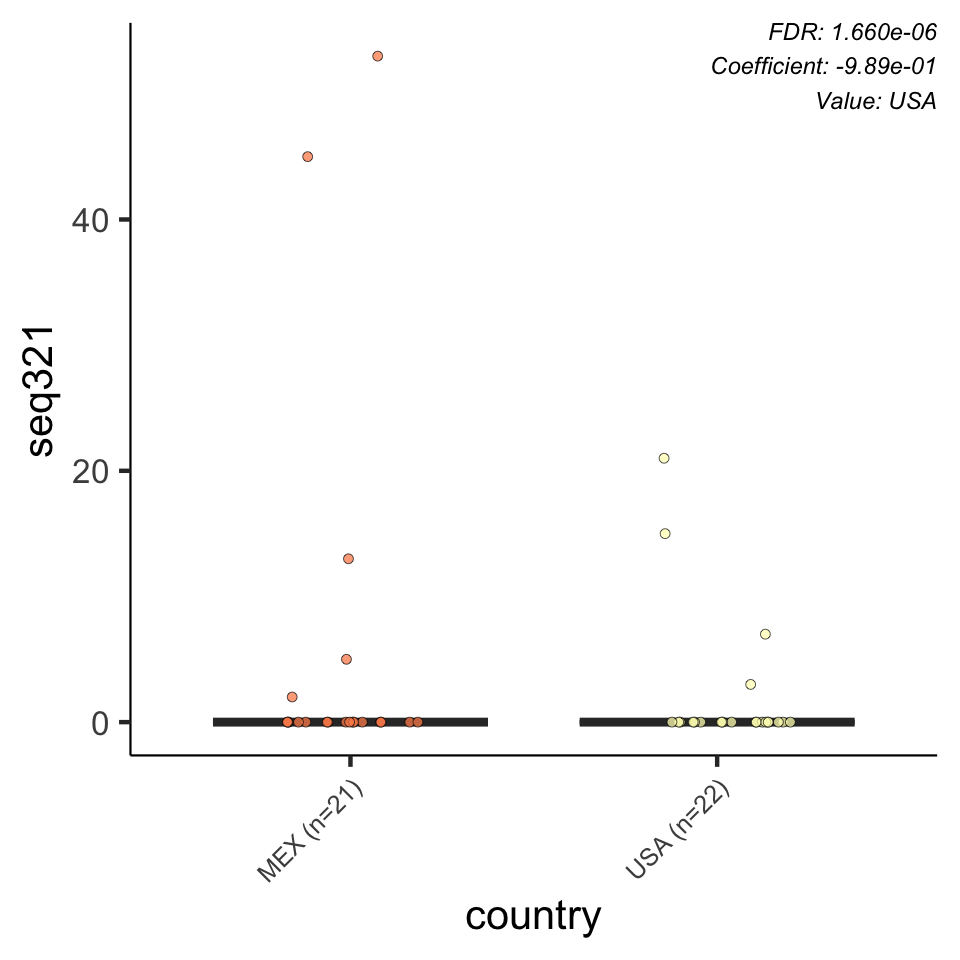 FDR: 1.660e-06
Coefficient: -9.89e-01
Value: USA
40
20
0
seq321
MEX (n=21)
USA (n=22)
country